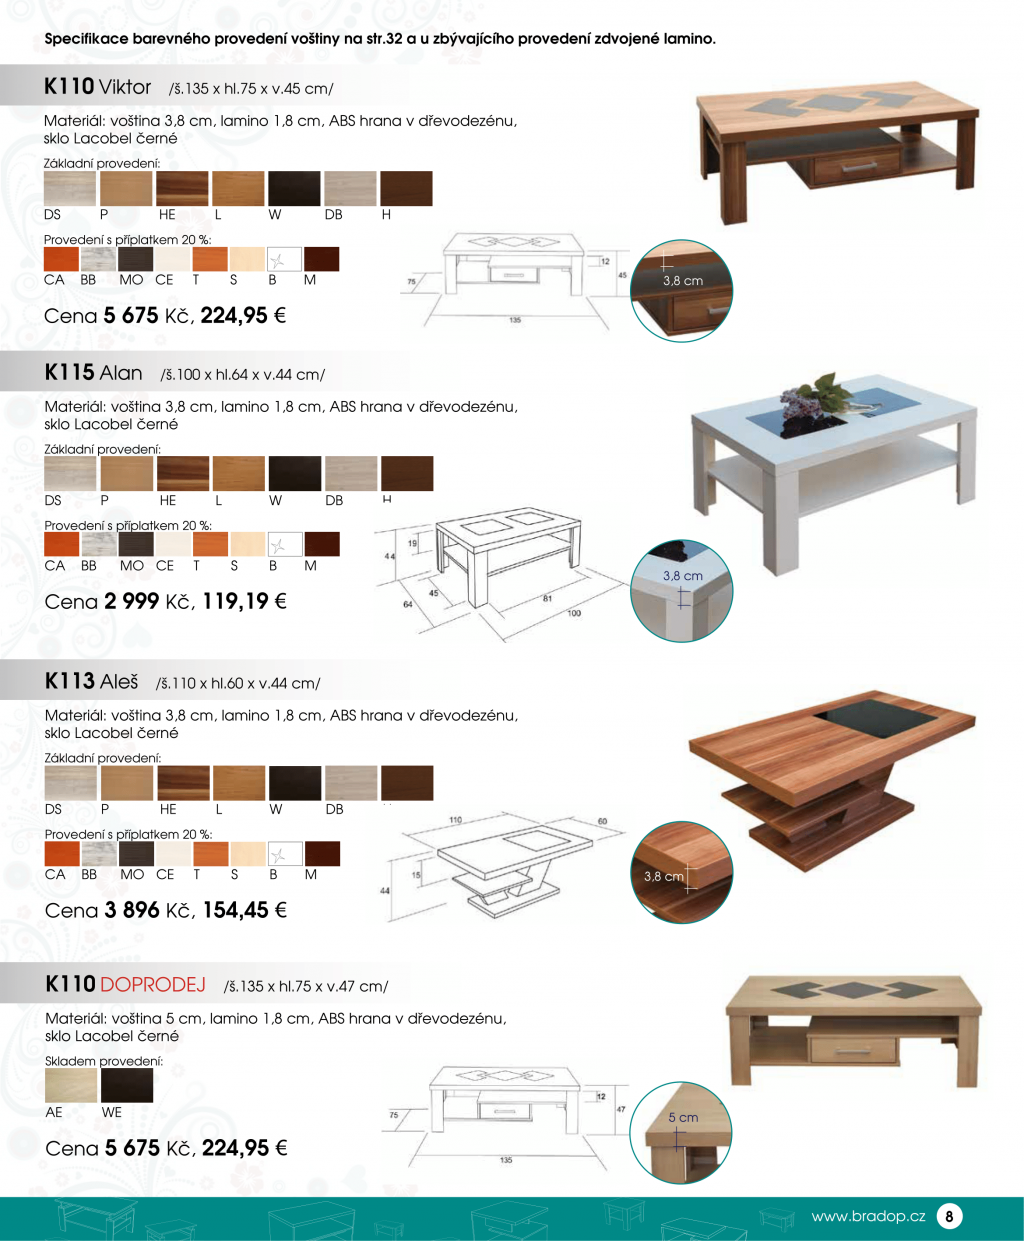 Specifikace barevného provedení voštiny na str.32 a u zbývajícího provedení zdvojené lamino.
K110 Viktor /š.135 x hl.75 x v.45 cm/
Materiál: voština 3,8 cm, lamino 1,8 cm, ABS hrana v dřevodezénu,
sklo Lacobel černé
Základní provedení:
DS P HE L W DB H
Provedení s příplatkem 20 %:
CA BB MO CE T S B M
Cena 5 675 Kč, 224,95 €
12
45
75
135
3,8 cm
K115 Alan /š.100 x hl.64 x v.44 cm/
Materiál: voština 3,8 cm, lamino 1,8 cm, ABS hrana v dřevodezénu,
sklo Lacobel černé
Základní provedení:
DS P HE L W DB H
Provedení s příplatkem 20 %:
CA BB MO CE T S B M
Cena 2 999 Kč, 119,19 €
19
44
45
64
81
100
3,8 cm
K113 Aleš /š.110 x hl.60 x v.44 cm/
Materiál: voština 3,8 cm, lamino 1,8 cm, ABS hrana v dřevodezénu,
sklo Lacobel černé
Základní provedení:
DS P HE L W DB
Provedení s příplatkem 20 %:
CA BB MO CE T S B M
Cena 3 896 Kč, 154,45 €
110
60
15
44
3,8 cm
K110 DOPRODEJ /š.135 x hl.75 x v.47 cm/
Materiál: voština 5 cm, lamino 1,8 cm, ABS hrana v dřevodezénu,
sklo Lacobel černé
Skladem provedení:
AE WE
Cena 5 675 Kč, 224,95 €
12
47
75
135
5 cm
www.bradop.cz 8